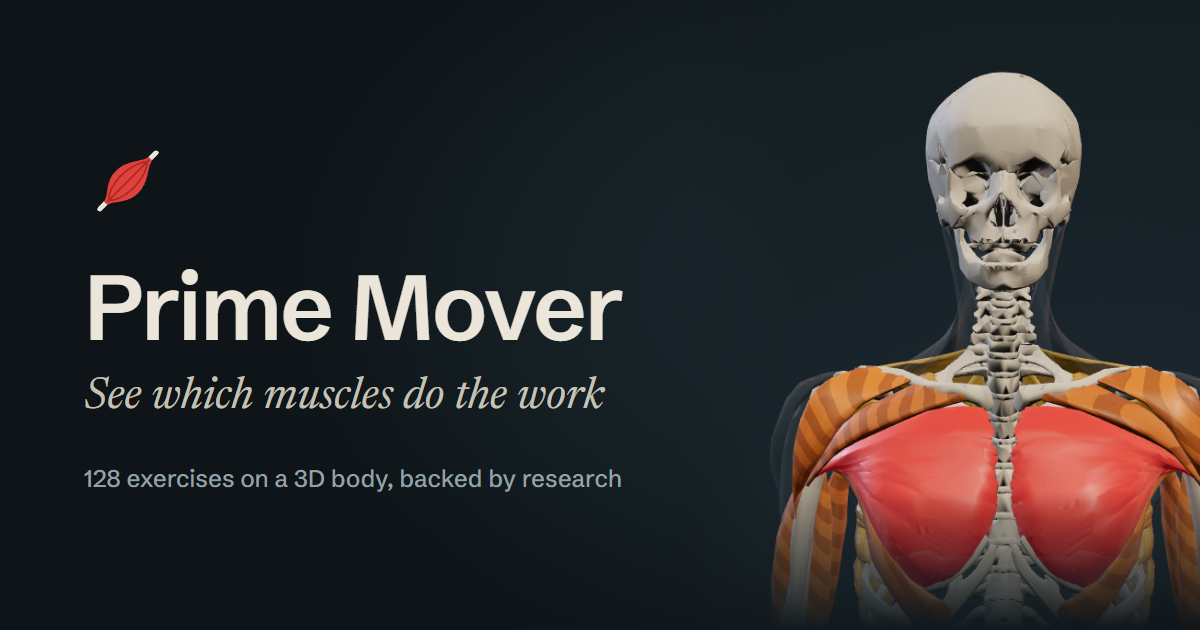 Prime Mover
See which muscles do the work
128 exercises on a 3D body, backed by research